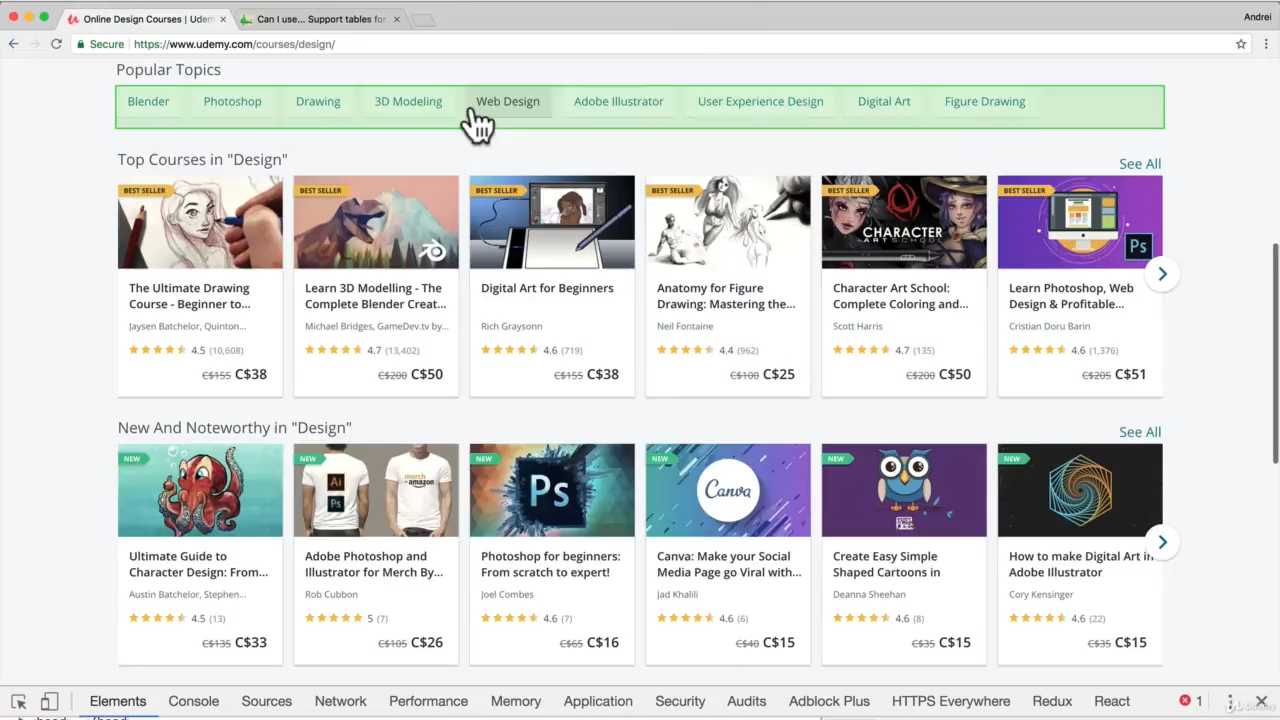 Online Design Courses | Udem
Can I use... Support tables for
Andrei
Secure https://www.udemy.com/courses/design/
Popular Topics
Blender Photoshop Drawing 3D Modeling Web Design Adobe Illustrator User Experience Design Digital Art Figure Drawing
Top Courses in "Design"
See All
BEST SELLER BEST SELLER BEST SELLER BEST SELLER BEST SELLER BEST SELLER
CHARACTER
ART SCHOOL
Ps
The Ultimate Drawing
Course - Beginner to...
Jaysen Batchelor, Quinton...
4.5 (10,608)
C$155 C$38
Learn 3D Modelling - The
Complete Blender Creat...
Michael Bridges, GameDev.tv by...
4.7 (13,402)
C$200 C$50
Digital Art for Beginners
Rich Graysonn
4.6 (719)
C$155 C$38
Anatomy for Figure
Drawing: Mastering the...
Neil Fontaine
4.4 (962)
C$100 C$25
Character Art School:
Complete Coloring and...
Scott Harris
4.7 (135)
C$200 C$50
Learn Photoshop, Web
Design & Profitable...
Cristian Doru Barin
4.6 (1,376)
C$205 C$51
New And Noteworthy in "Design"
See All
NEW NEW NEW NEW NEW NEW
Ai
Ps
merch
by amazon
Ps
Canva
Ultimate Guide to
Character Design: From...
Austin Batchelor, Stephen...
4.5 (13)
C$135 C$33
Adobe Photoshop and
Illustrator for Merch By...
Rob Cubbon
5 (7)
C$105 C$26
Photoshop for beginners:
From scratch to expert!
Joel Combes
4.6 (7)
C$65 C$16
Canva: Make your Social
Media Page go Viral with...
Jad Khalili
4.6 (6)
C$40 C$15
Create Easy Simple
Shaped Cartoons in
Deanna Sheehan
4.6 (8)
C$35 C$15
How to make Digital Art in
Adobe Illustrator
Cory Kensinger
4.6 (22)
C$35 C$15
Elements Console Sources Network Performance Memory Application Security Audits Adblock Plus HTTPS Everywhere Redux React 1
Udemy